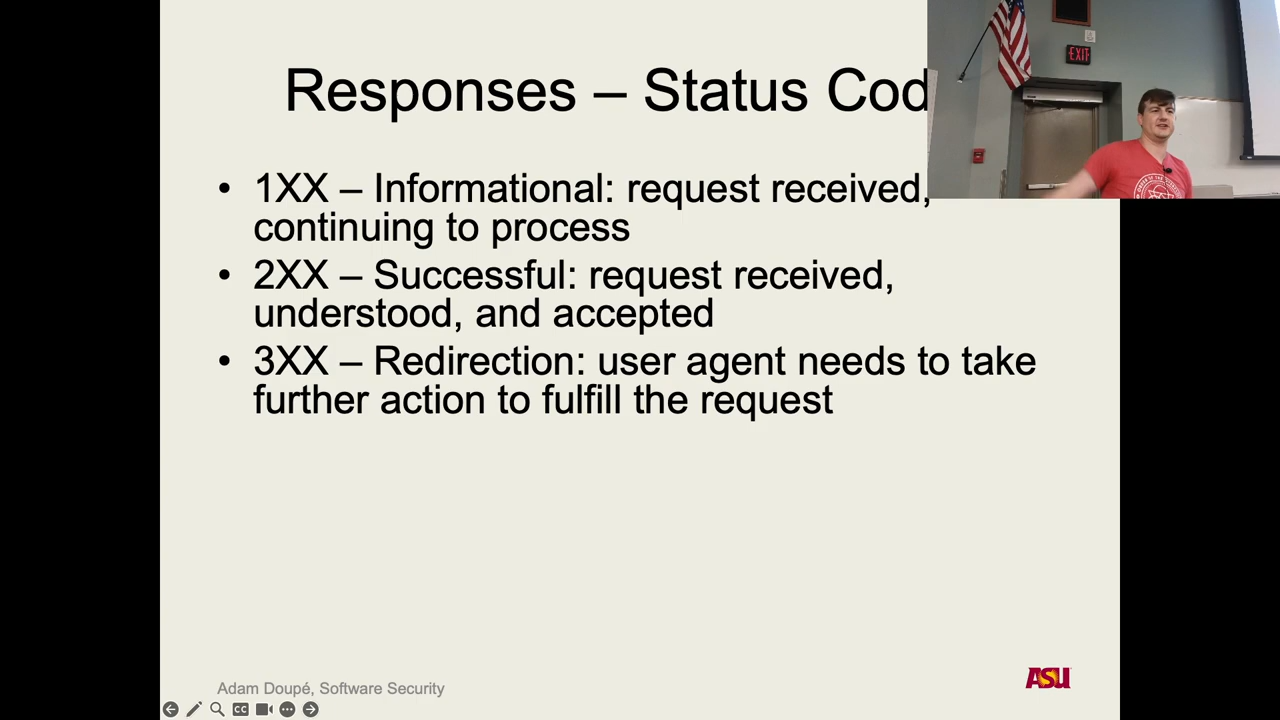 Responses – Status Cod
EXIT
• 1XX – Informational: request received,
continuing to process
• 2XX – Successful: request received,
understood, and accepted
• 3XX – Redirection: user agent needs to take
further action to fulfill the request
Adam Doupé, Software Security
ASU
CC